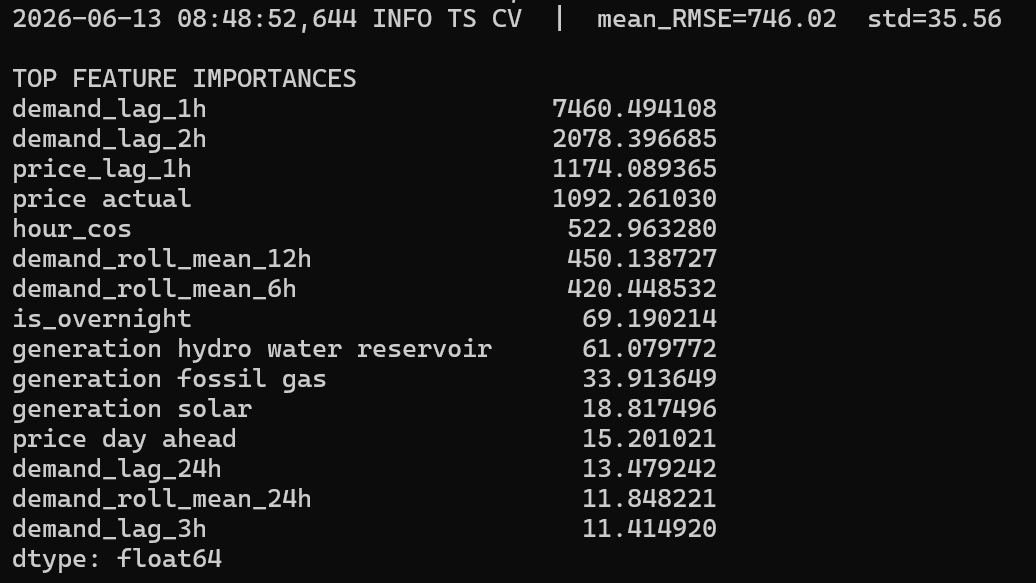 2026-06-13 08:48:52,644 INFO TS CV  |  mean_RMSE=746.02  std=35.56
TOP FEATURE IMPORTANCES
demand_lag_1h                       7460.494108
demand_lag_2h                       2078.396685
price_lag_1h                        1174.089365
price actual                        1092.261030
hour_cos                             522.963280
demand_roll_mean_12h                 450.138727
demand_roll_mean_6h                  420.448532
is_overnight                          69.190214
generation hydro water reservoir      61.079772
generation fossil gas                 33.913649
generation solar                      18.817496
price day ahead                       15.201021
demand_lag_24h                        13.479242
demand_roll_mean_24h                  11.848221
demand_lag_3h                         11.414920
dtype: float64